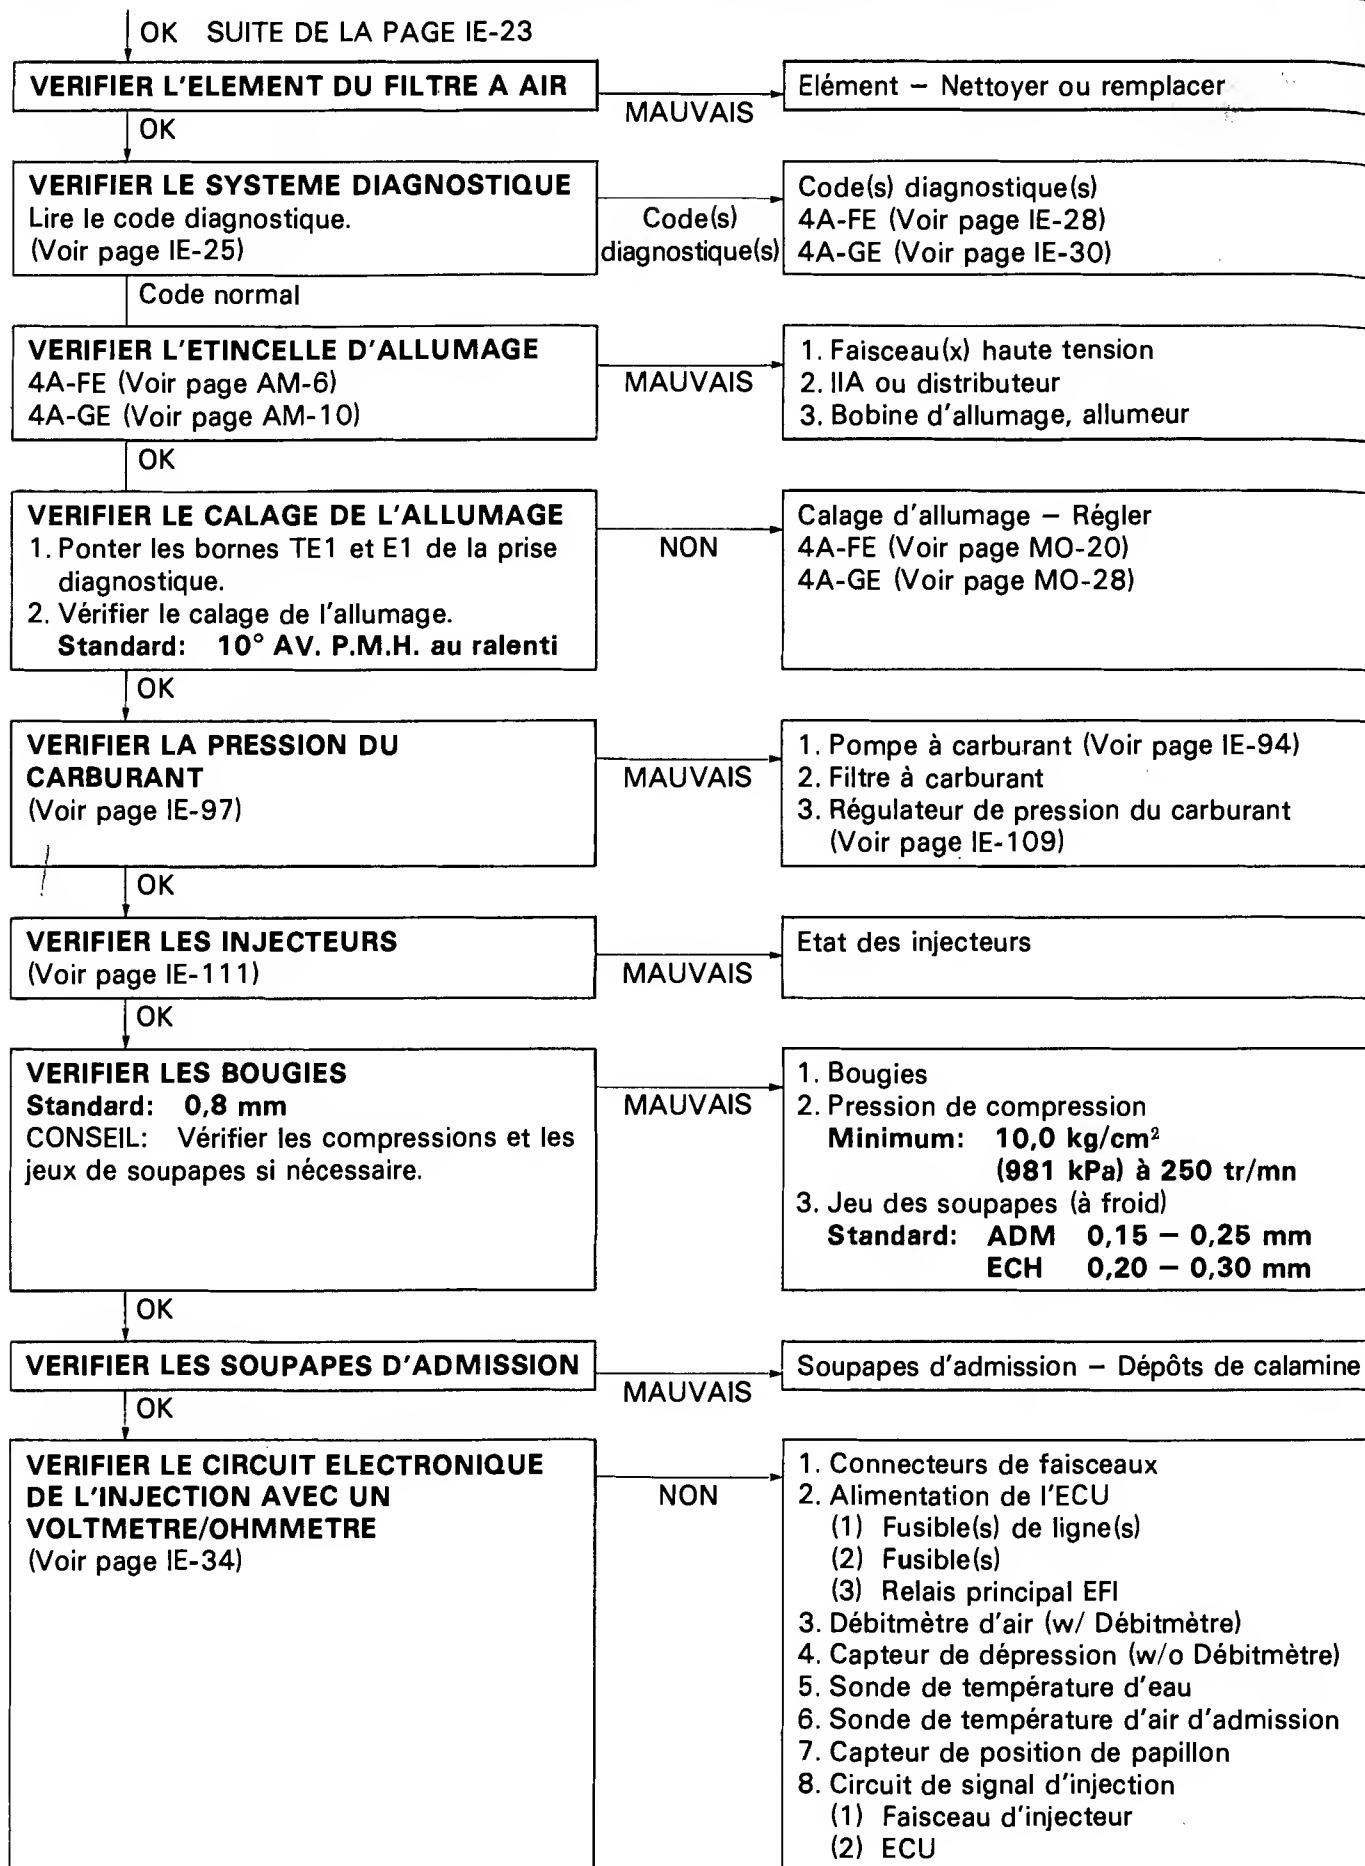 OK SUITE DE LA PAGE IE-23
VERIFIER L'ELEMENT DU FILTRE A AIR
MAUVAIS
Elément — Nettoyer ou remplacer
OK
VERIFIER LE SYSTEME DIAGNOSTIQUE
Lire le code diagnostique.
(Voir page IE-25)
Code(s)
diagnostique(s)
Code(s) diagnostique(s)
4A-FE (Voir page IE-28)
4A-GE (Voir page IE-30)
Code normal
VERIFIER L'ETINCELLE D'ALLUMAGE
4A-FE (Voir page AM-6)
4A-GE (Voir page AM-10)
MAUVAIS
1. Faisceau(x) haute tension
2. IIA ou distributeur
3. Bobine d'allumage, allumeur
OK
VERIFIER LE CALAGE DE L'ALLUMAGE
1. Ponter les bornes TE1 et E1 de la prise
diagnostique.
2. Vérifier le calage de l'allumage.
Standard: 10° AV. P.M.H. au ralenti
NON
Calage d'allumage — Régler
4A-FE (Voir page MO-20)
4A-GE (Voir page MO-28)
OK
VERIFIER LA PRESSION DU
CARBURANT
(Voir page IE-97)
MAUVAIS
1. Pompe à carburant (Voir page IE-94)
2. Filtre à carburant
3. Régulateur de pression du carburant
(Voir page IE-109)
OK
VERIFIER LES INJECTEURS
(Voir page IE-111)
MAUVAIS
Etat des injecteurs
OK
VERIFIER LES BOUGIES
Standard: 0,8 mm
CONSEIL: Vérifier les compressions et les
jeux de soupapes si nécessaire.
MAUVAIS
1. Bougies
2. Pression de compression
Minimum: 10,0 kg/cm²
(981 kPa) à 250 tr/mn
3. Jeu des soupapes (à froid)
Standard: ADM 0,15 — 0,25 mm
ECH 0,20 — 0,30 mm
OK
VERIFIER LES SOUPAPES D'ADMISSION
MAUVAIS
Soupapes d'admission — Dépôts de calamine
OK
VERIFIER LE CIRCUIT ELECTRONIQUE
DE L'INJECTION AVEC UN
VOLTMETRE/OHMMETRE
(Voir page IE-34)
NON
1. Connecteurs de faisceaux
2. Alimentation de l'ECU
(1) Fusible(s) de ligne(s)
(2) Fusible(s)
(3) Relais principal EFI
3. Débitmètre d'air (w/ Débitmètre)
4. Capteur de dépression (w/o Débitmètre)
5. Sonde de température d'eau
6. Sonde de température d'air d'admission
7. Capteur de position de papillon
8. Circuit de signal d'injection
(1) Faisceau d'injecteur
(2) ECU